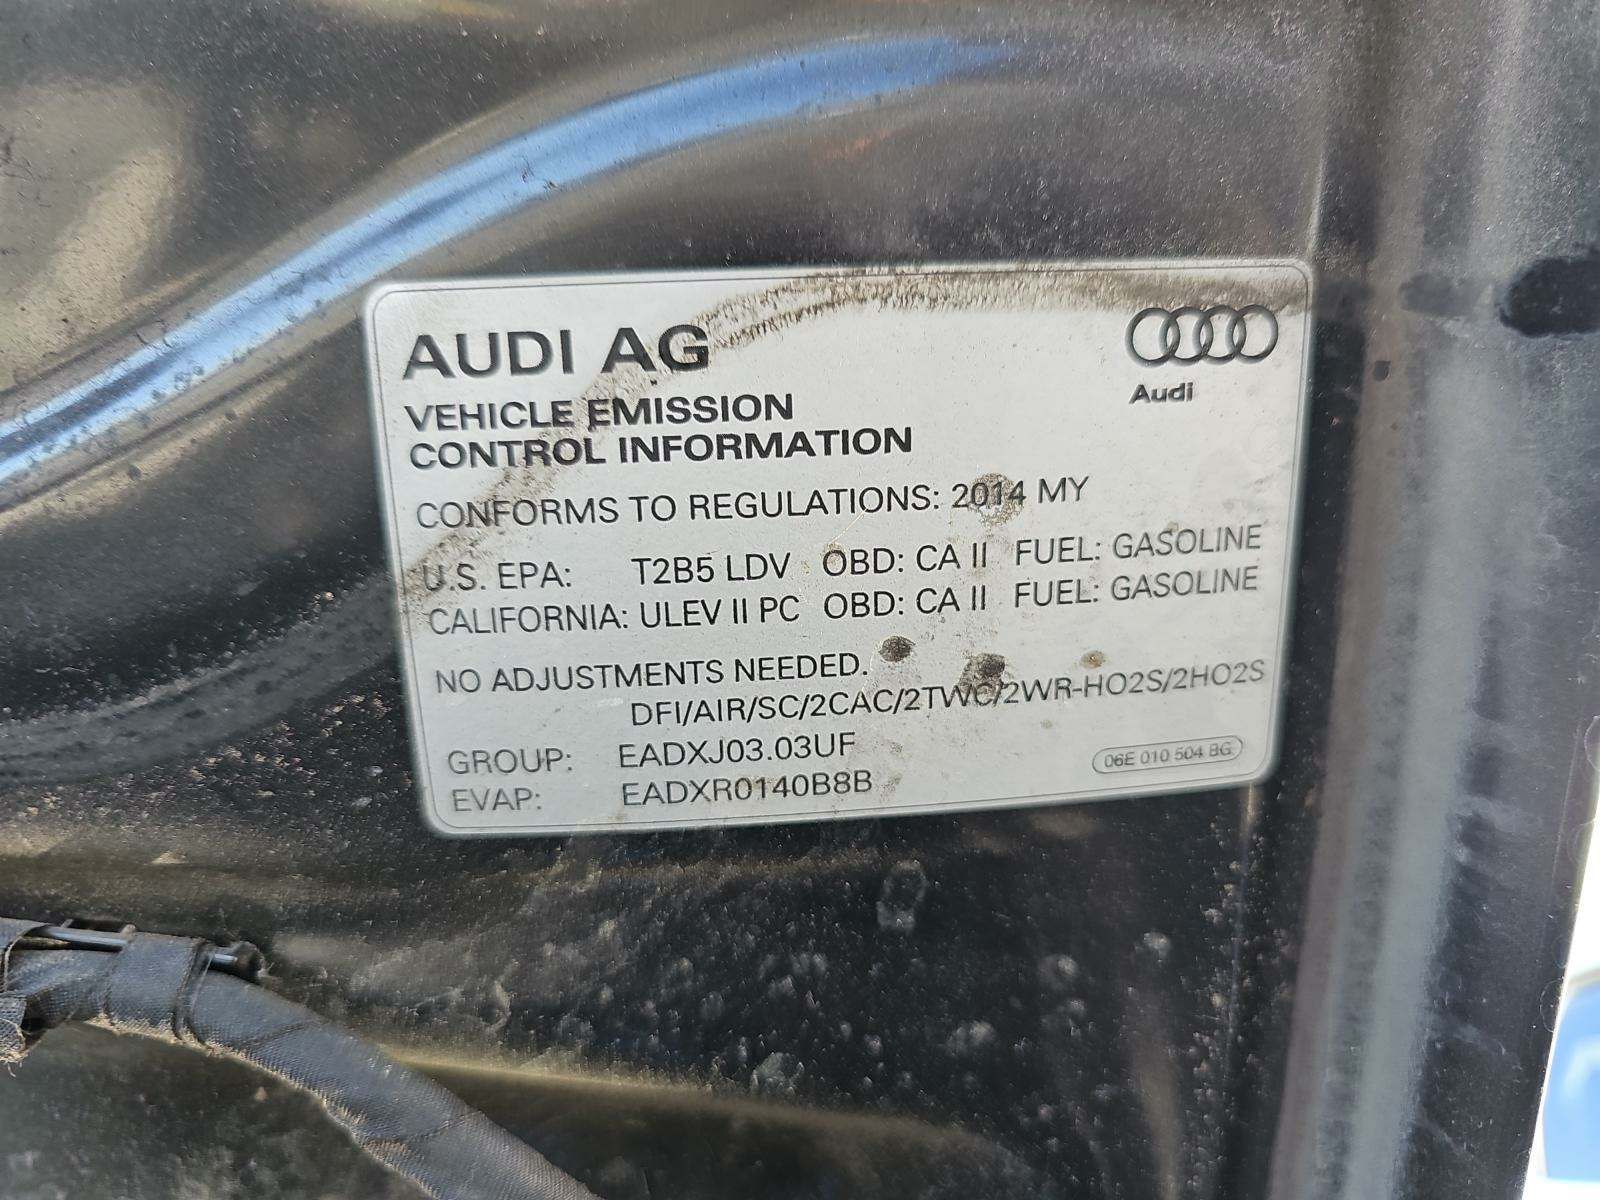 AUDI AG
Audi
VEHICLE EMISSION
CONTROL INFORMATION
CONFORMS TO REGULATIONS: 2014 MY
U.S. EPA: T2B5 LDV OBD: CA II FUEL: GASOLINE
CALIFORNIA: ULEV II PC OBD: CA II FUEL: GASOLINE
NO ADJUSTMENTS NEEDED.
DFI/AIR/SC/2CAC/2TWC/2WR-HO2S/2HO2S
GROUP: EADXJ03.03UF
EVAP: EADXR0140B8B
06E 010 504 BG